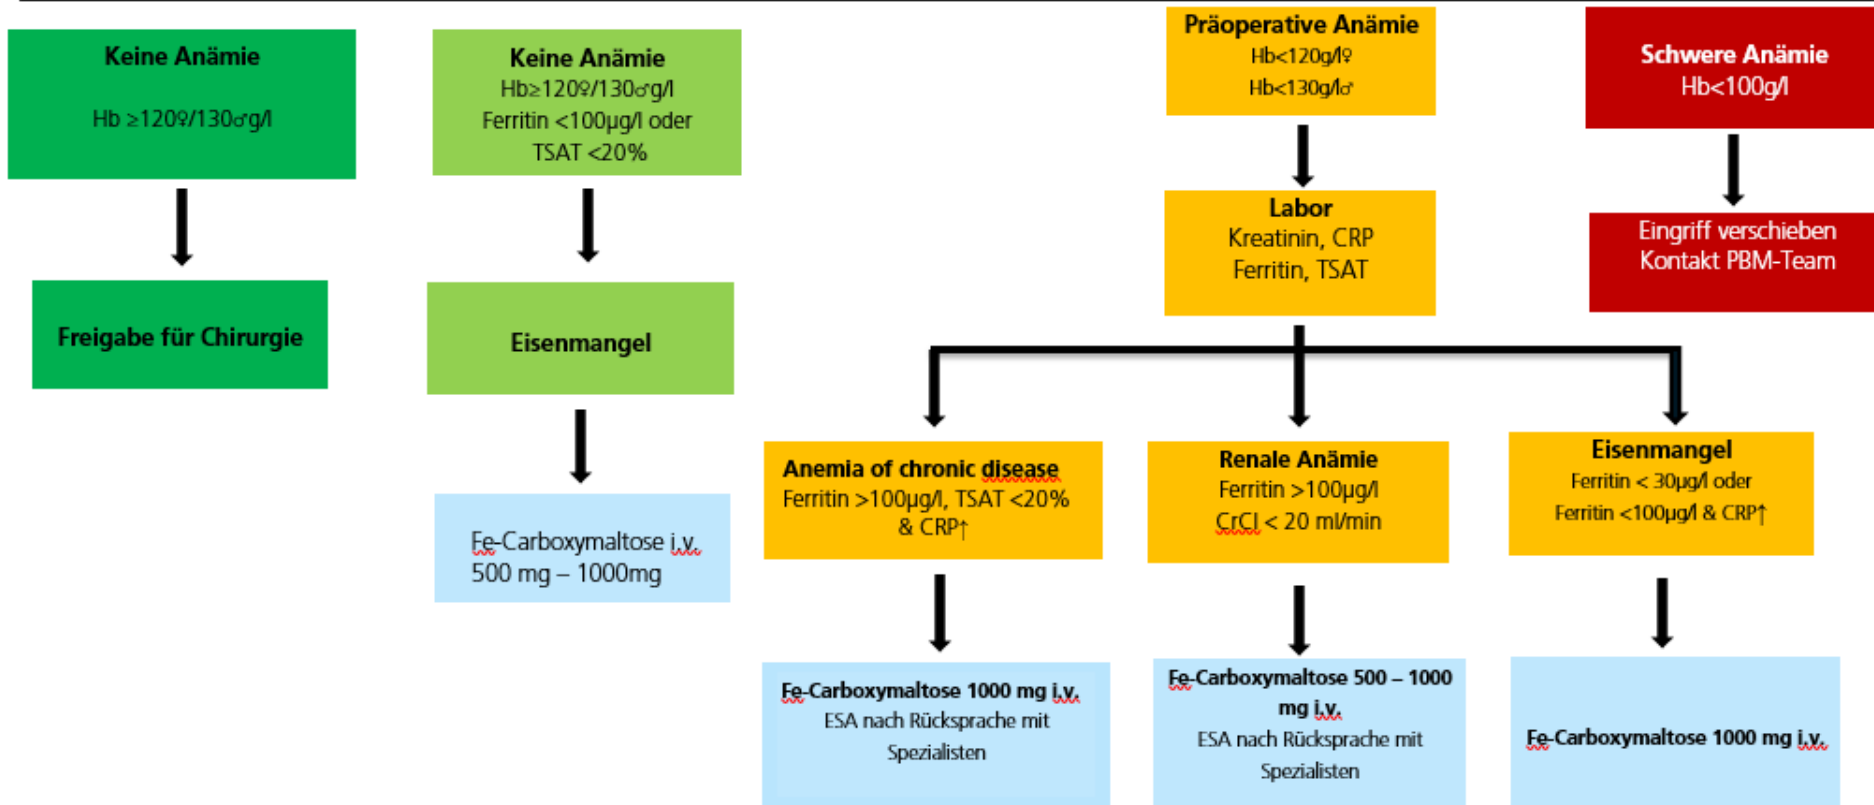 Keine Anämie
Hb ≥120♀/130♂g/l
Freigabe für Chirurgie
Keine Anämie
Hb≥120♀/130♂g/l
Ferritin <100µg/l oder
TSAT <20%
Eisenmangel
Fe-Carboxymaltose i.v.
500 mg – 1000mg
Präoperative Anämie
Hb<120g/l♀
Hb<130g/l♂
Labor
Kreatinin, CRP
Ferritin, TSAT
Anemia of chronic disease
Ferritin >100µg/l, TSAT <20%
& CRP↑
Fe-Carboxymaltose 1000 mg i.v.
ESA nach Rücksprache mit
Spezialisten
Renale Anämie
Ferritin >100µg/l
CrCl < 20 ml/min
Fe-Carboxymaltose 500 – 1000
mg i.v.
ESA nach Rücksprache mit
Spezialisten
Eisenmangel
Ferritin < 30µg/l oder
Ferritin <100µg/l & CRP↑
Fe-Carboxymaltose 1000 mg i.v.
Schwere Anämie
Hb<100g/l
Eingriff verschieben
Kontakt PBM-Team